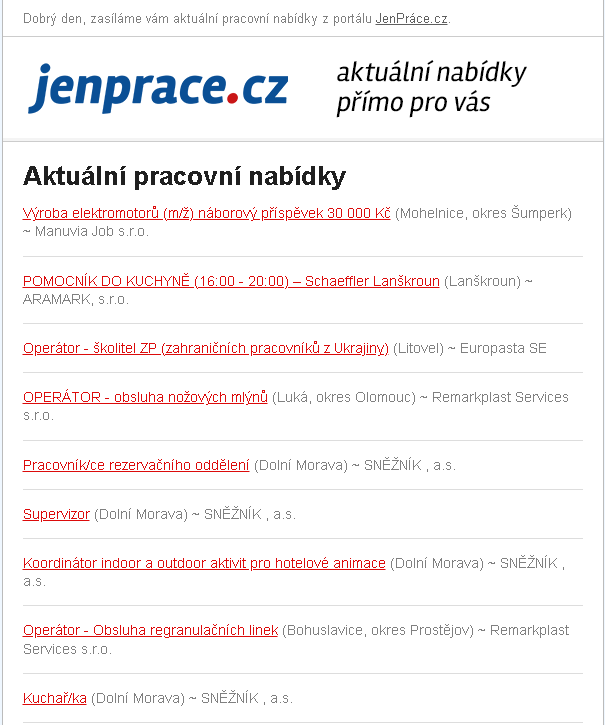 Dobrý den, zasíláme vám aktuální pracovní nabídky z portálu JenPráce.cz.
jenprace.cz
aktuální nabídky
přímo pro vás
Aktuální pracovní nabídky
Výroba elektromotorů (m/ž) náborový příspěvek 30 000 Kč (Mohelnice, okres Šumperk)
~ Manuvia Job s.r.o.
POMOCNÍK DO KUCHYNĚ (16:00 - 20:00) – Schaeffler Lanškroun (Lanškroun) ~
ARAMARK, s.r.o.
Operátor - školitel ZP (zahraničních pracovníků z Ukrajiny) (Litovel) ~ Europasta SE
OPERÁTOR - obsluha nožových mlýnů (Luká, okres Olomouc) ~ Remarkplast Services
s.r.o.
Pracovník/ce rezervačního oddělení (Dolní Morava) ~ SNĚŽNÍK , a.s.
Supervizor (Dolní Morava) ~ SNĚŽNÍK , a.s.
Koordinátor indoor a outdoor aktivit pro hotelové animace (Dolní Morava) ~ SNĚŽNÍK ,
a.s.
Operátor - Obsluha regranulačních linek (Bohuslavice, okres Prostějov) ~ Remarkplast
Services s.r.o.
Kuchař/ka (Dolní Morava) ~ SNĚŽNÍK , a.s.